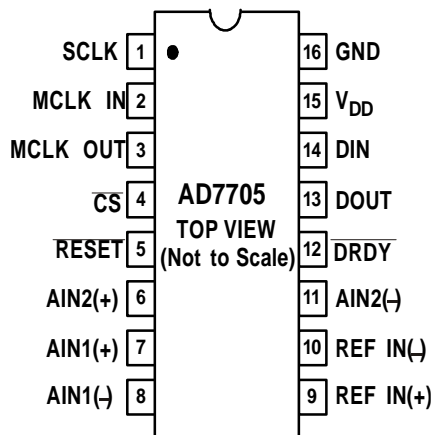 SCLK 1 16 GND
MCLK IN 2 15 VDD
MCLK OUT 3 14 DIN
CS 4 13 DOUT
AD7705
TOP VIEW
(Not to Scale)
RESET 5 12 DRDY
AIN2(+) 6 11 AIN2(–)
AIN1(+) 7 10 REF IN(–)
AIN1(–) 8 9 REF IN(+)